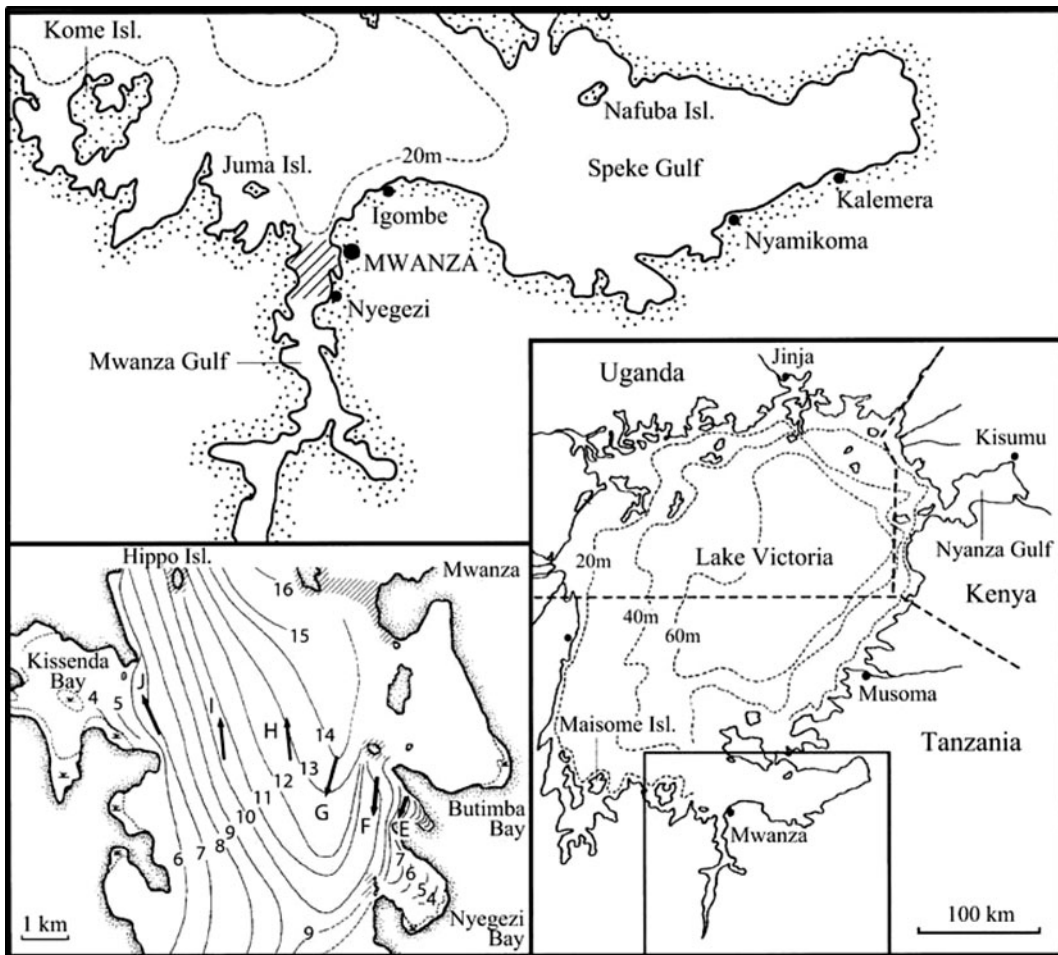 Kome Isl.
Juma Isl.
20m
Igombe
MWANZA
Nyegezi
Mwanza Gulf
Nafuba Isl.
Speke Gulf
Kalemera
Nyamikoma
Hippo Isl.
Mwanza
16
15
Kissenda
Bay
4
5
J
I
H
14
13
12
11
10
9
8
7
6
G
F
E
7
6
5
4
9
Butimba
Bay
Nyegezi
Bay
1 km
Uganda
Jinja
Kisumu
Nyanza Gulf
Lake Victoria
20m
40m
60m
Kenya
Musoma
Maisome Isl.
Tanzania
Mwanza
100 km